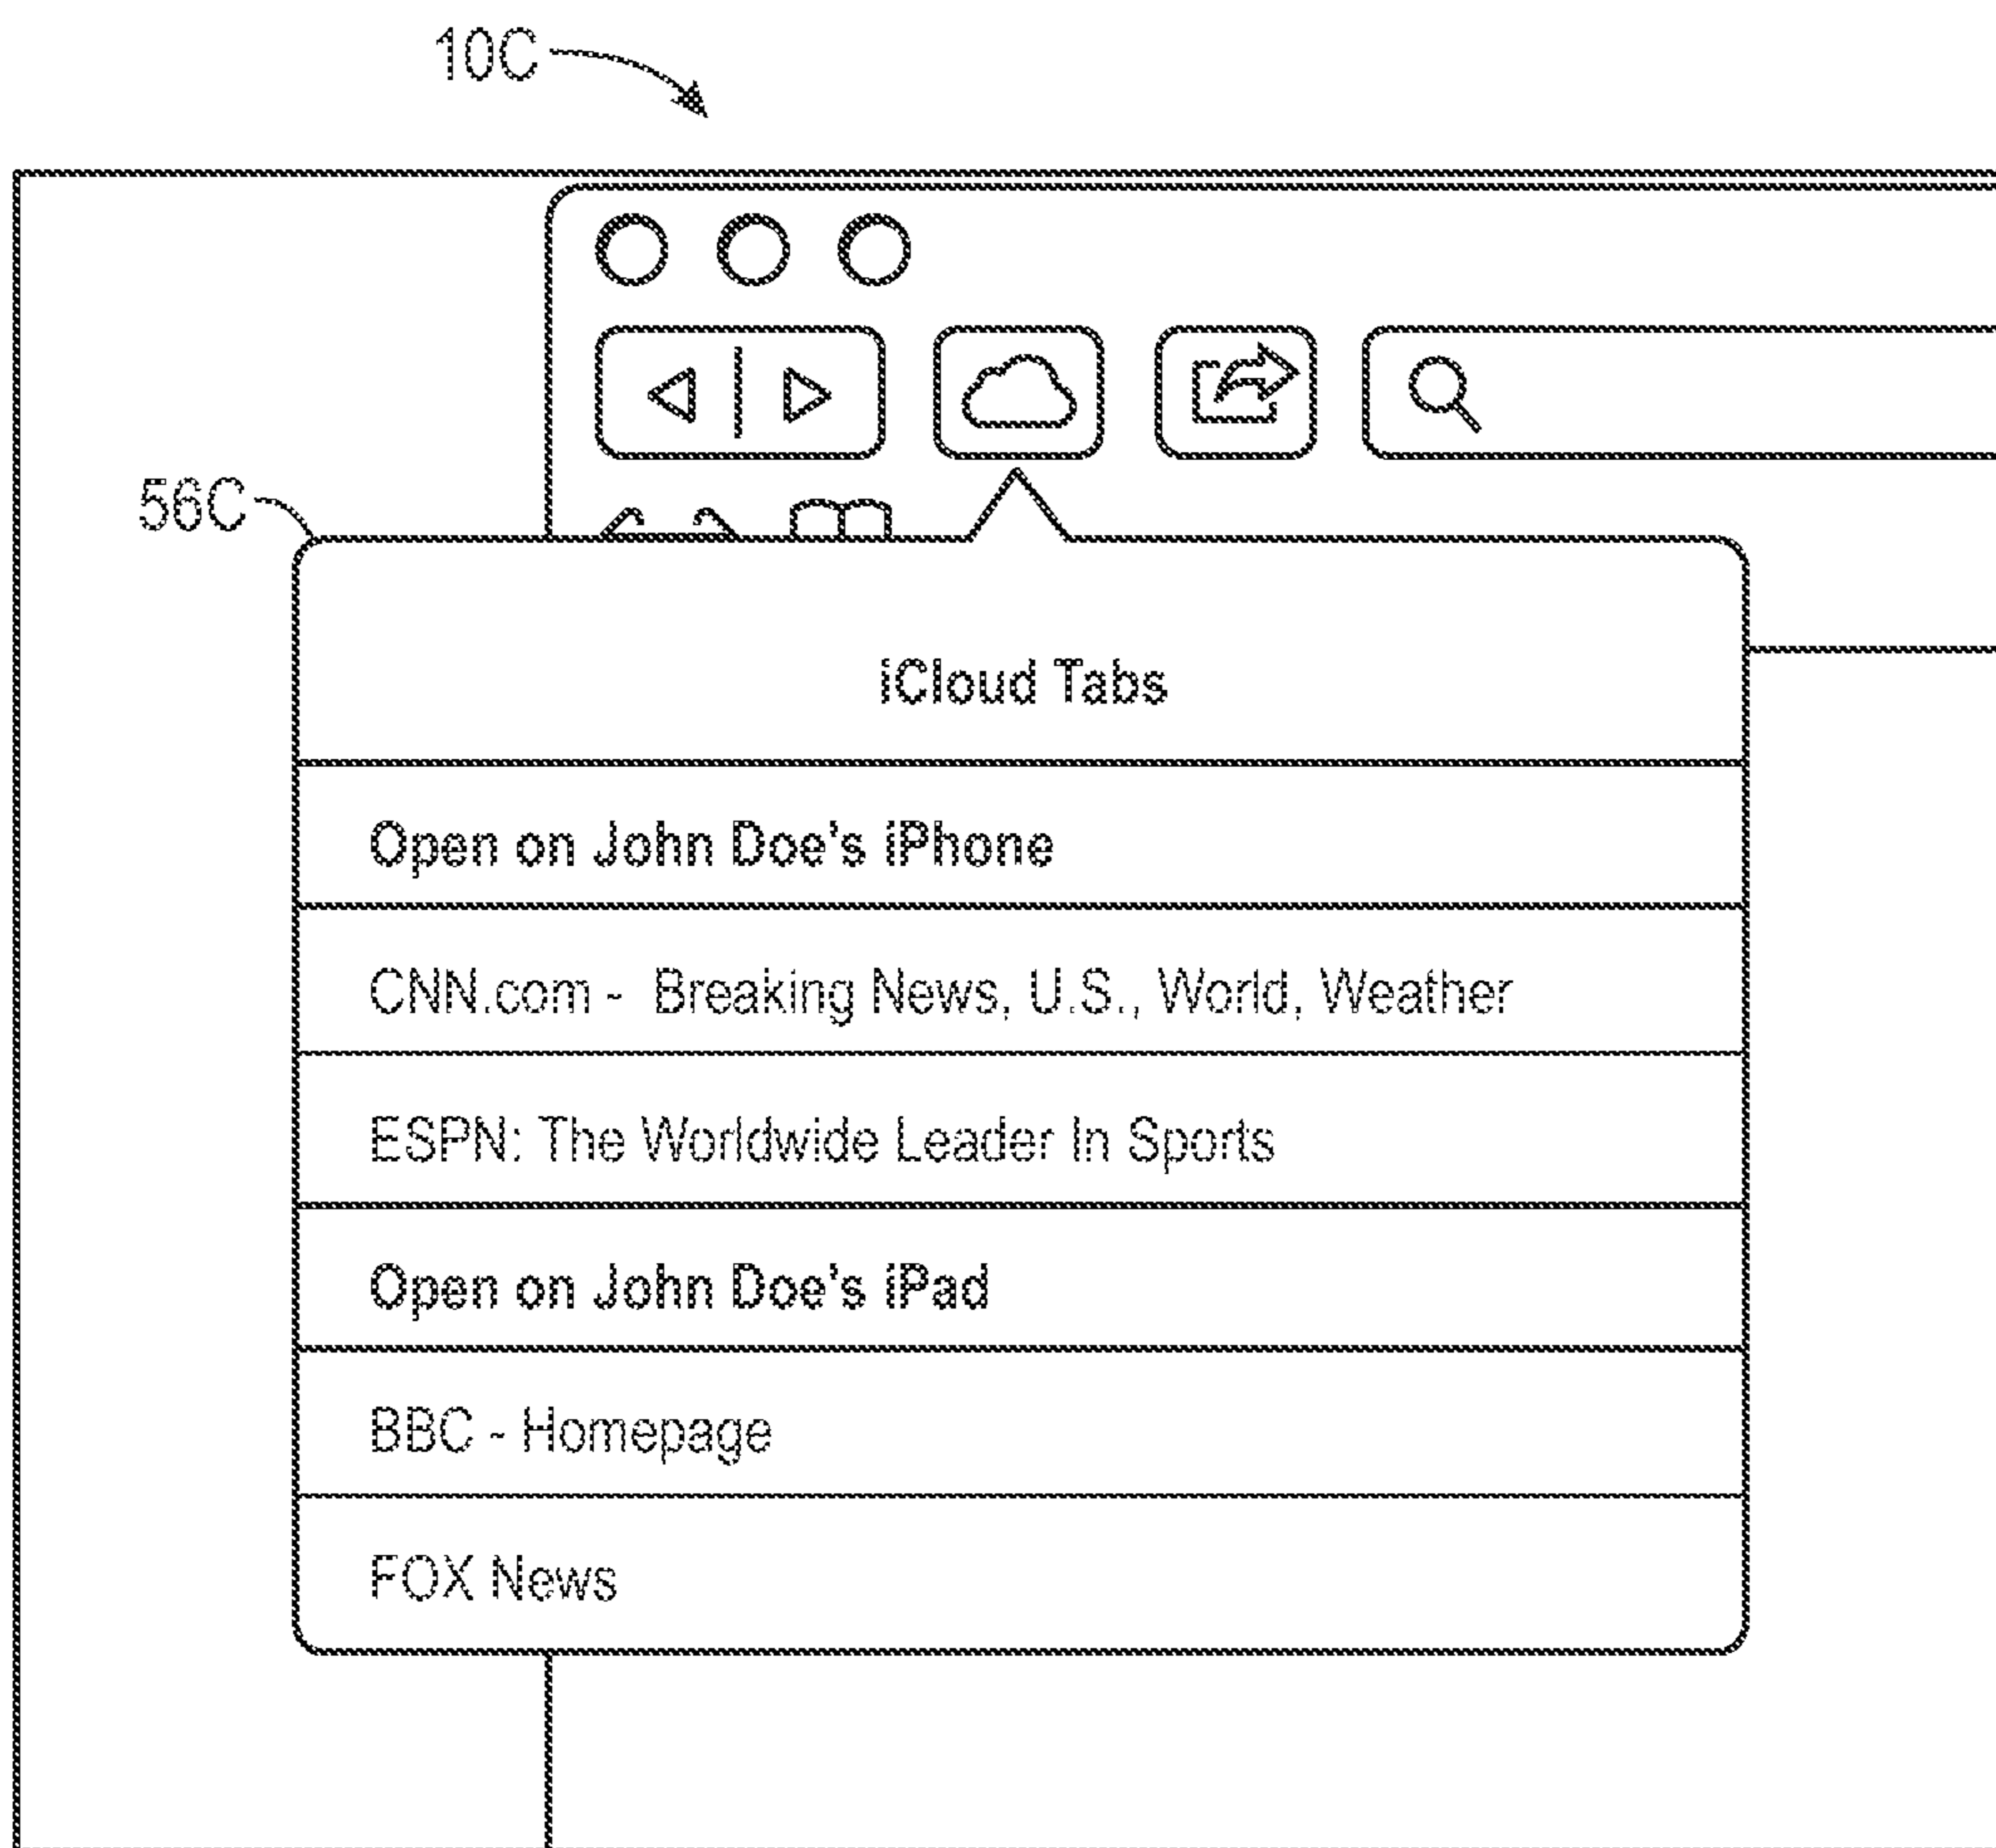 10C
56C
iCloud Tabs
Open on John Doe's iPhone
CNN.com - Breaking News, U.S., World, Weather
ESPN: The Worldwide Leader In Sports
Open on John Doe's iPad
BBC - Homepage
FOX News